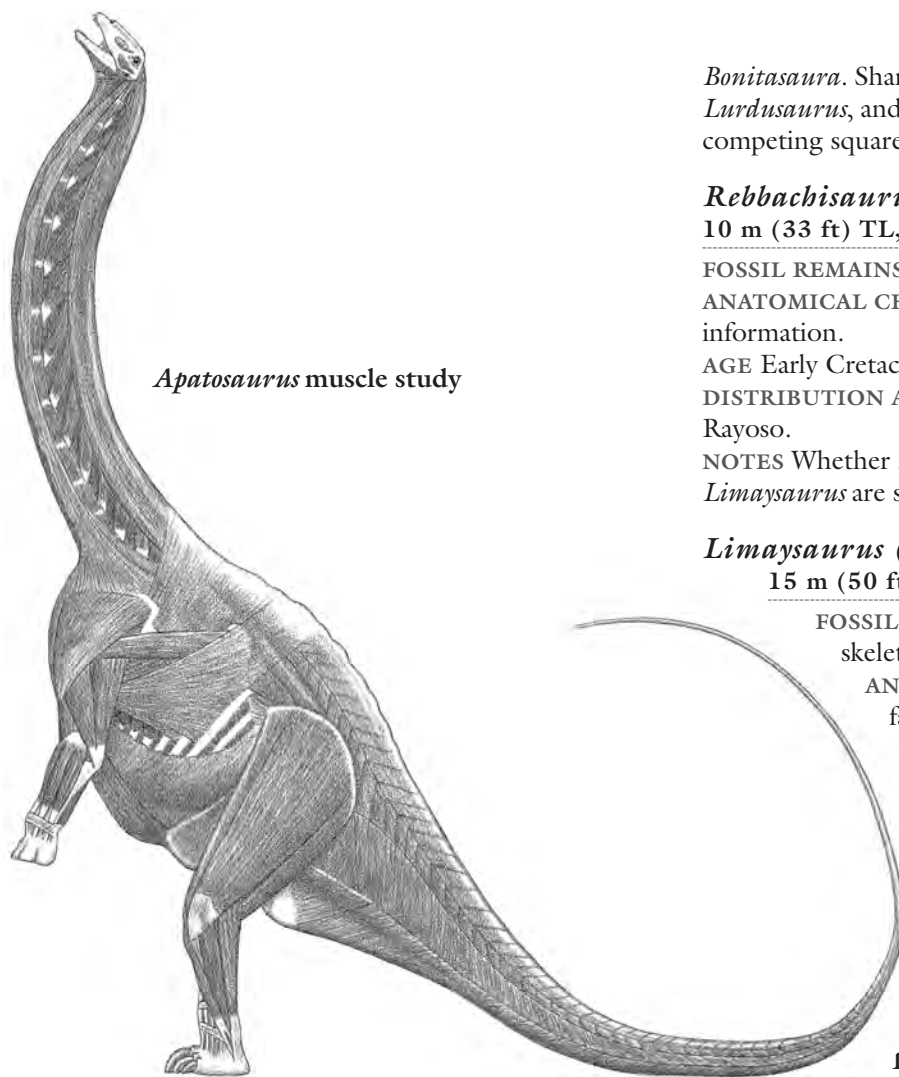 Bonitasaura. Shar
Lurdusaurus, and
competing square
Rebbachisauru
10 m (33 ft) TL,
FOSSIL REMAINS
ANATOMICAL CH
information.
AGE Early Cretac
DISTRIBUTION A
Rayoso.
NOTES Whether
Limaysaurus are s
Apatosaurus muscle study
Limaysaurus (
15 m (50 ft
FOSSIL
skelet
AN
fa